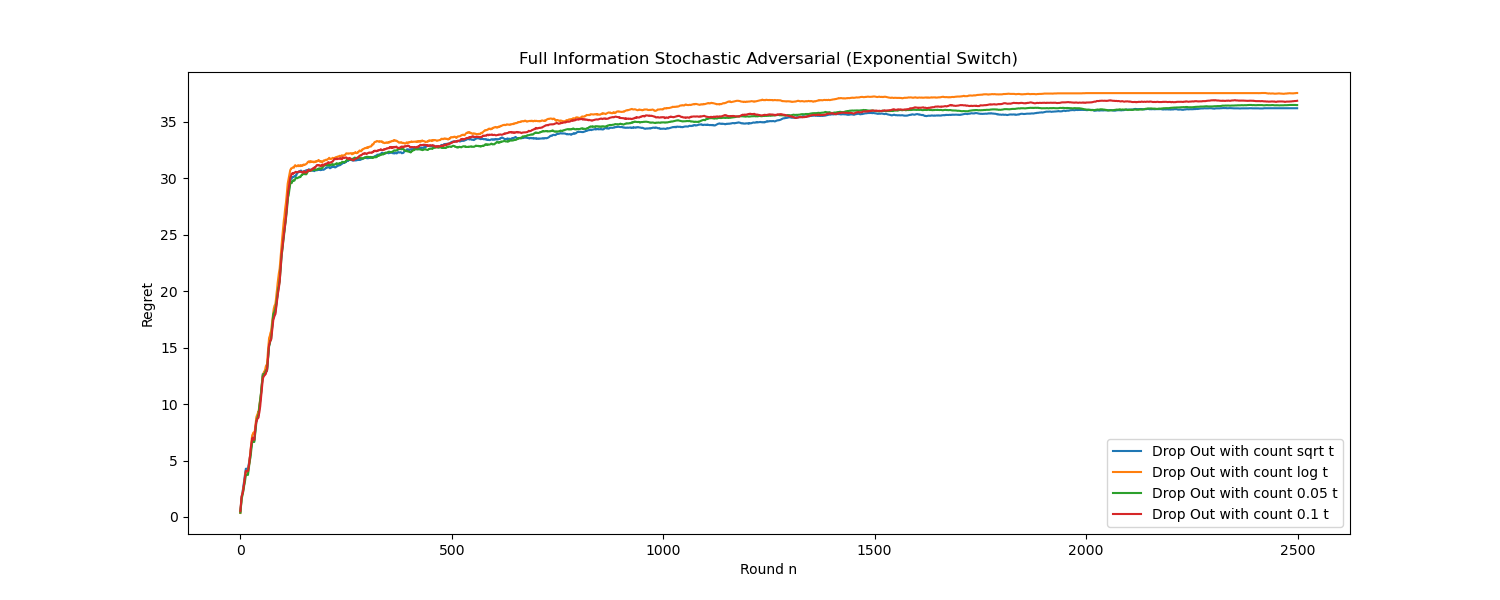 Full Information Stochastic Adversarial (Exponential Switch)
Regret
35
30
25
20
15
10
5
0
0 500 1000 1500 2000 2500
Round n
Drop Out with count sqrt t
Drop Out with count log t
Drop Out with count 0.05 t
Drop Out with count 0.1 t